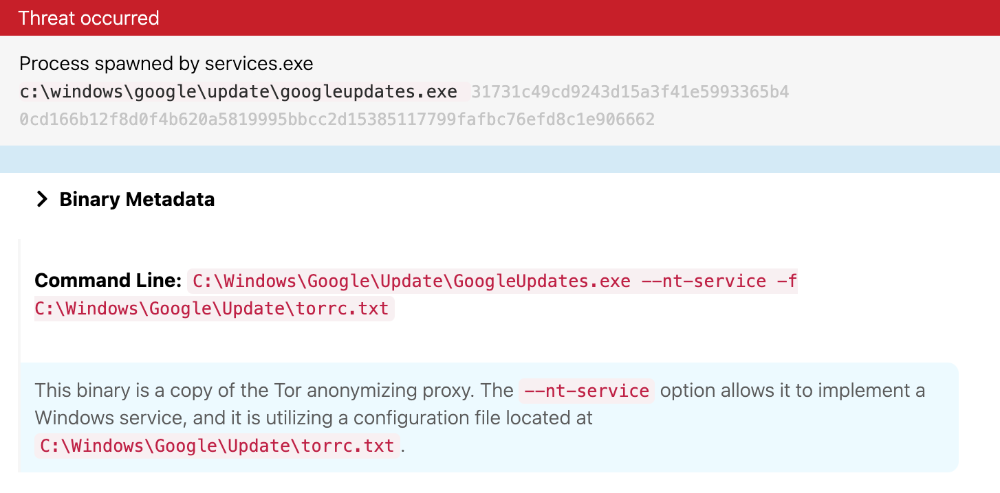 Threat occurred
Process spawned by services.exe
c:\windows\google\update\googleupdates.exe 31731c49cd9243d15a3f41e5993365b4
0cd166b12f8d0f4b620a5819995bbcc2d15385117799fafbc76efd8c1e906662
Binary Metadata
Command Line: C:\Windows\Google\Update\GoogleUpdates.exe --nt-service -f
C:\Windows\Google\Update\torrc.txt
This binary is a copy of the Tor anonymizing proxy. The --nt-service option allows it to implement a
Windows service, and it is utilizing a configuration file located at
C:\Windows\Google\Update\torrc.txt.